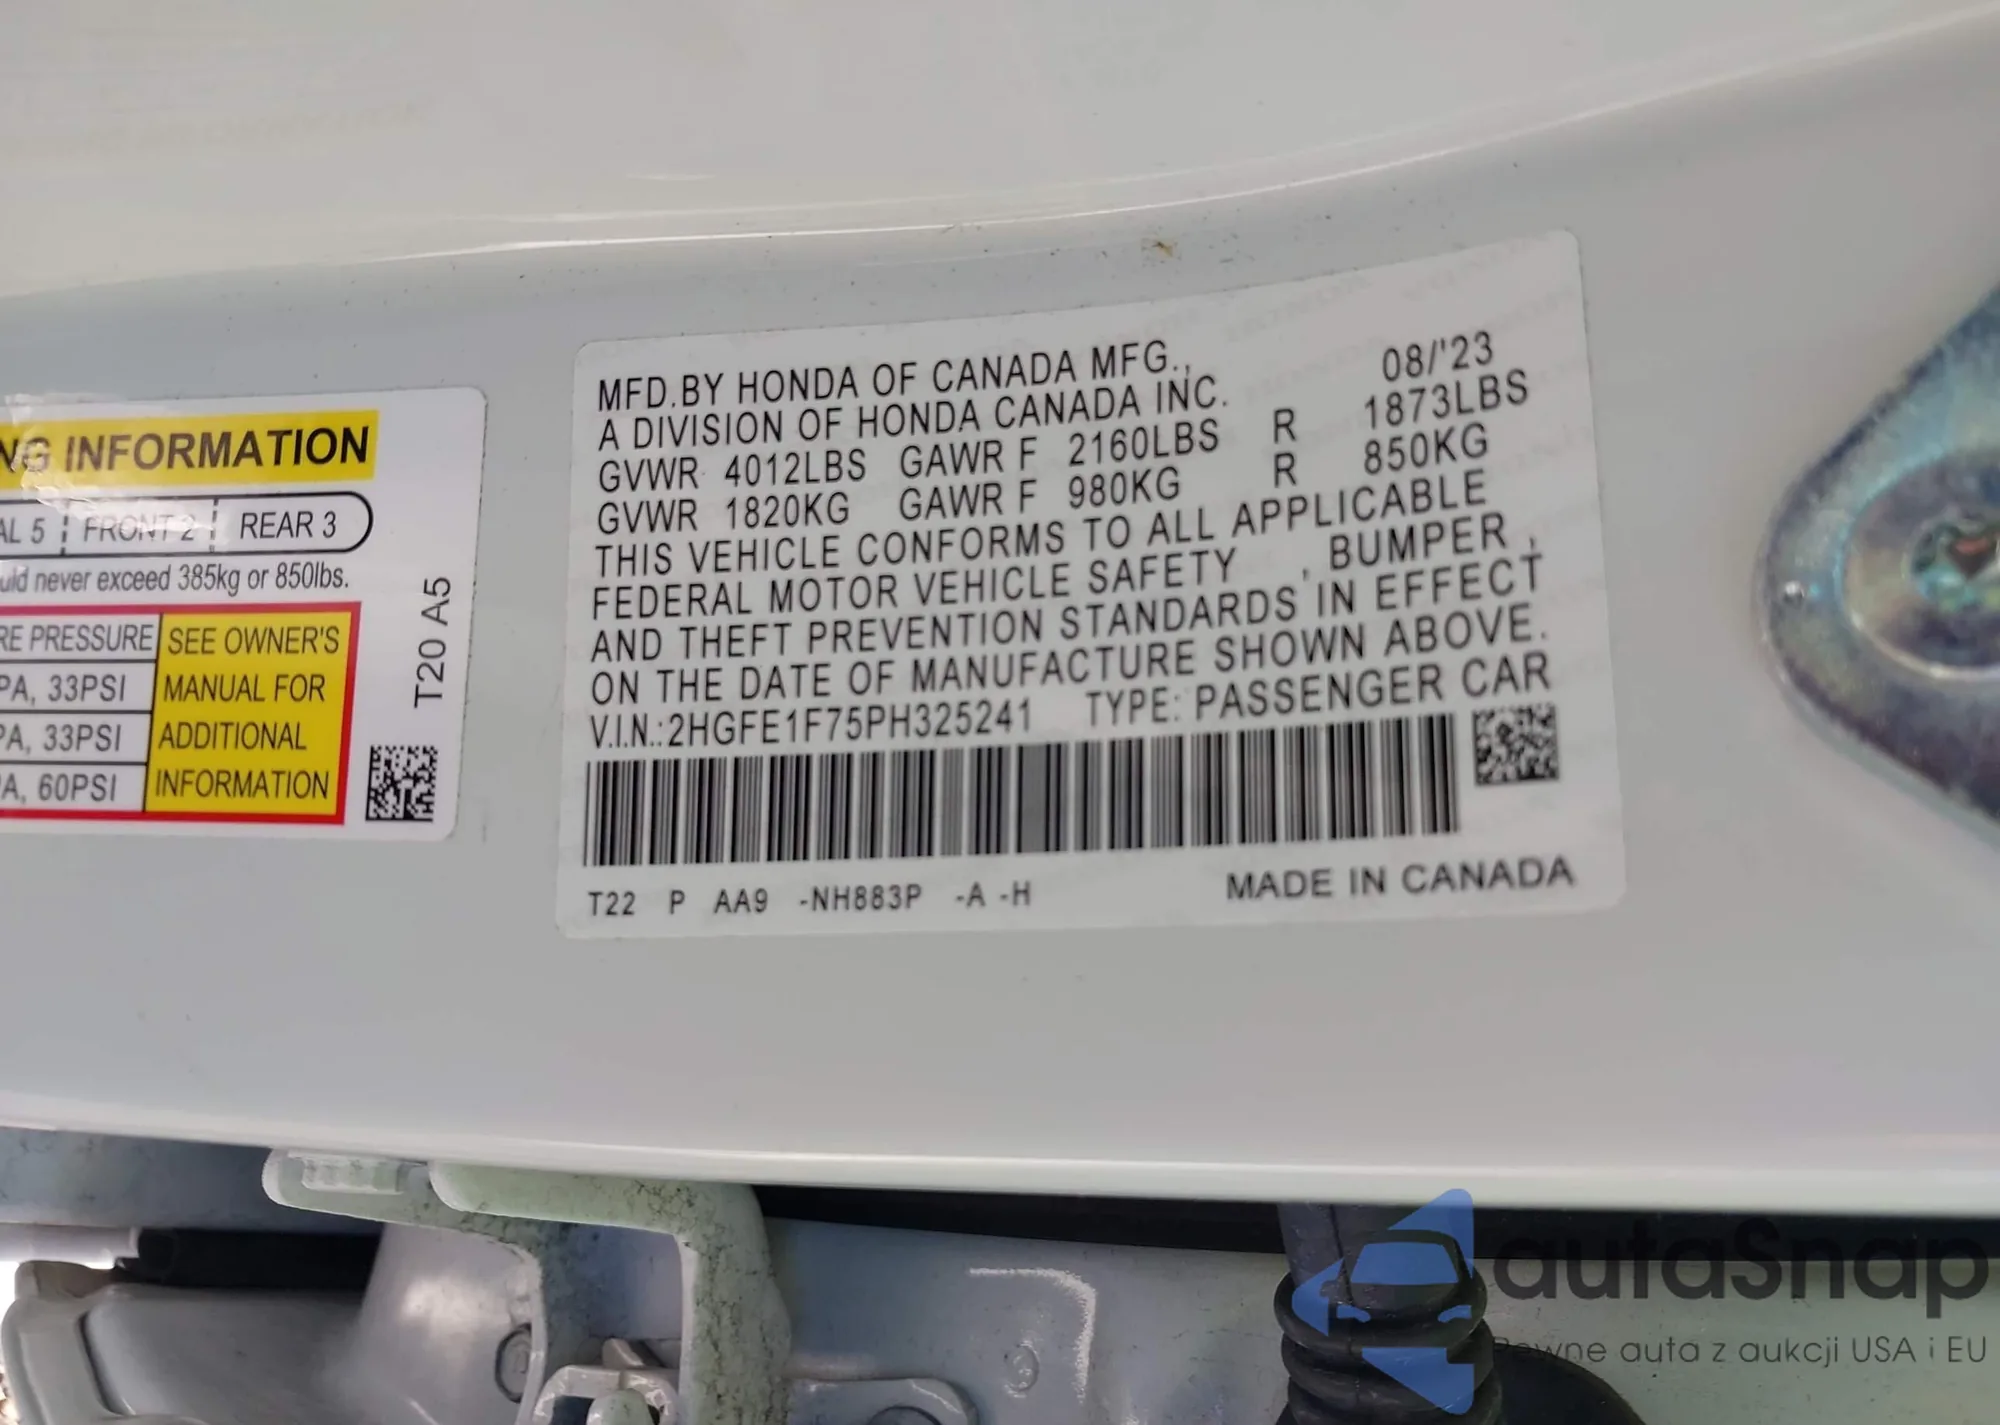 NG INFORMATION
AL 5 FRONT 2 REAR 3
uld never exceed 385kg or 850lbs.
RE PRESSURE
PA, 33PSI
PA, 33PSI
PA, 60PSI
SEE OWNER'S
MANUAL FOR
ADDITIONAL
INFORMATION
T20 A5
MFD.BY HONDA OF CANADA MFG., 08/'23
A DIVISION OF HONDA CANADA INC.
GVWR 4012LBS GAWR F 2160LBS R 1873LBS
GVWR 1820KG GAWR F 980KG R 850KG
THIS VEHICLE CONFORMS TO ALL APPLICABLE
FEDERAL MOTOR VEHICLE SAFETY , BUMPER ,
AND THEFT PREVENTION STANDARDS IN EFFECT
ON THE DATE OF MANUFACTURE SHOWN ABOVE.
V.I.N.:2HGFE1F75PH325241 TYPE: PASSENGER CAR
T22 P AA9 -NH883P -A -H MADE IN CANADA
autaSnap
Pewne auta z aukcji USA i EU